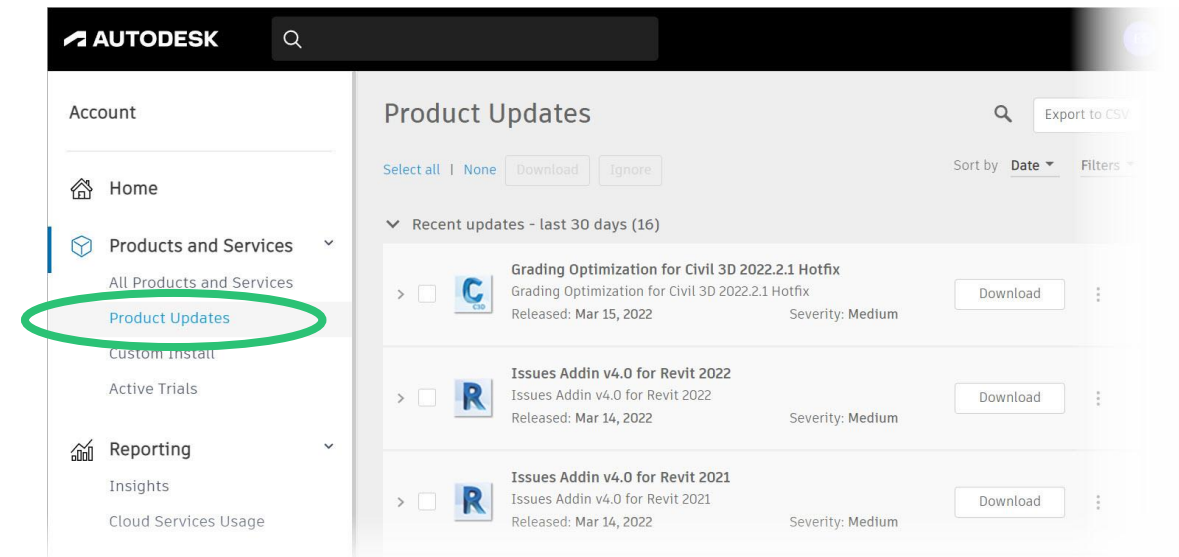 AUTODESK
Account
Home
Products and Services
All Products and Services
Product Updates
Custom Install
Active Trials
Reporting
Insights
Cloud Services Usage
Product Updates
Export to CSV
Select all | None Download Ignore
Sort by Date Filters
Recent updates - last 30 days (16)
Grading Optimization for Civil 3D 2022.2.1 Hotfix
Grading Optimization for Civil 3D 2022.2.1 Hotfix
Released: Mar 15, 2022 Severity: Medium
Download
C C3D
Issues Addin v4.0 for Revit 2022
Issues Addin v4.0 for Revit 2022
Released: Mar 14, 2022 Severity: Medium
Download
R
Issues Addin v4.0 for Revit 2021
Issues Addin v4.0 for Revit 2021
Released: Mar 14, 2022 Severity: Medium
Download
R